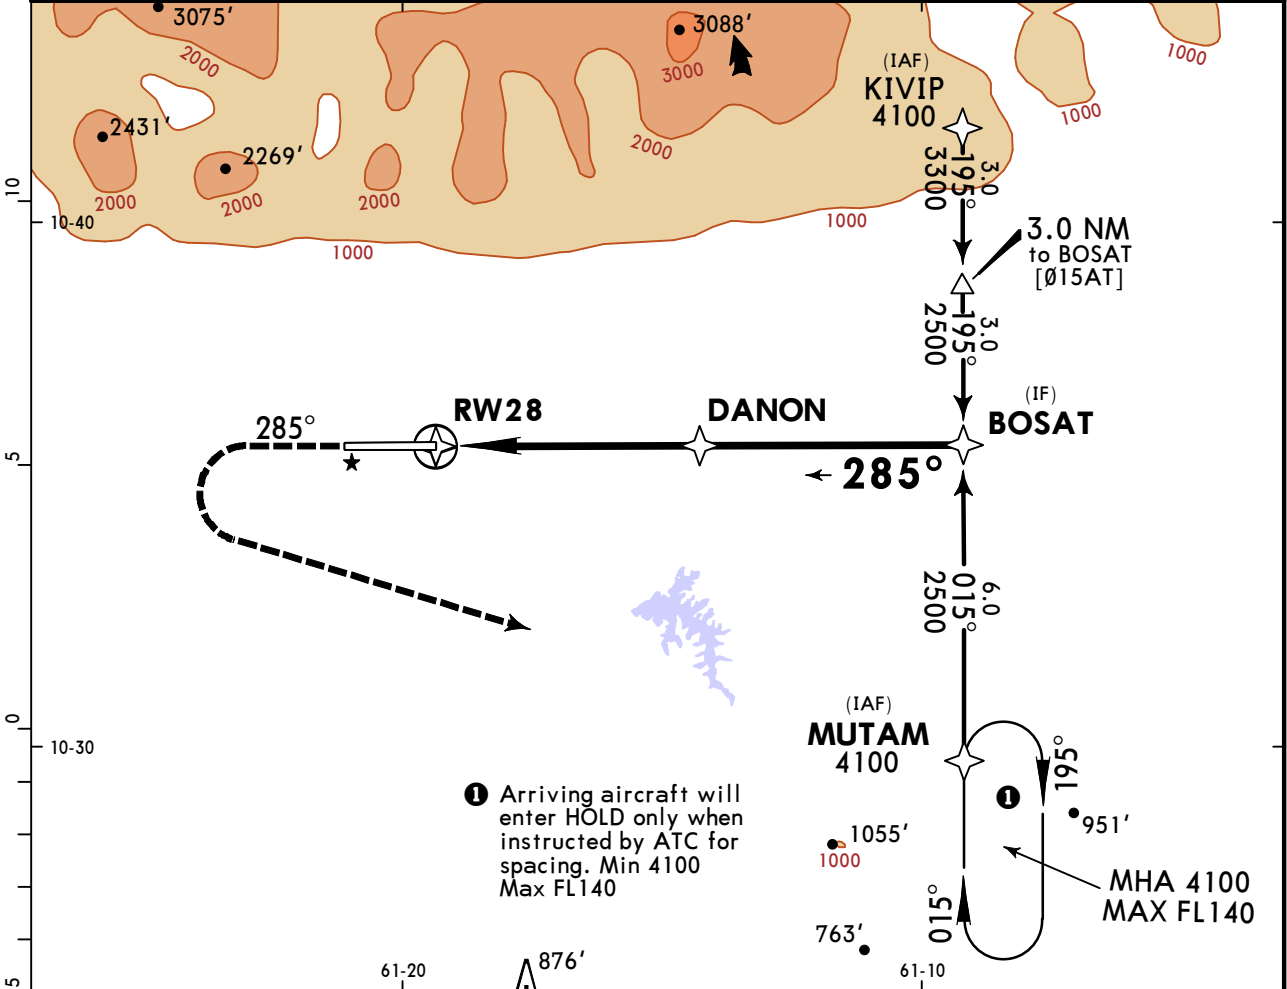 3075′
3088′
2000
3000
1000
(IAF)
KIVIP
4100
1000
2431′
2269′
2000
2000
2000
2000
3.0
195°
3300
10
10-40
1000
1000
3.0 NM
to BOSAT
[Ø15AT]
3.0
195°
2500
285°
RW28
DANON
(IF)
BOSAT
285°
5
6.0
015°
2500
0
10-30
(IAF)
MUTAM
4100
195°
1
1 Arriving aircraft will
enter HOLD only when
instructed by ATC for
spacing. Min 4100
Max FL140
1055′
1000
951′
MHA 4100
MAX FL140
015°
763′
876′
61-20
61-10
5